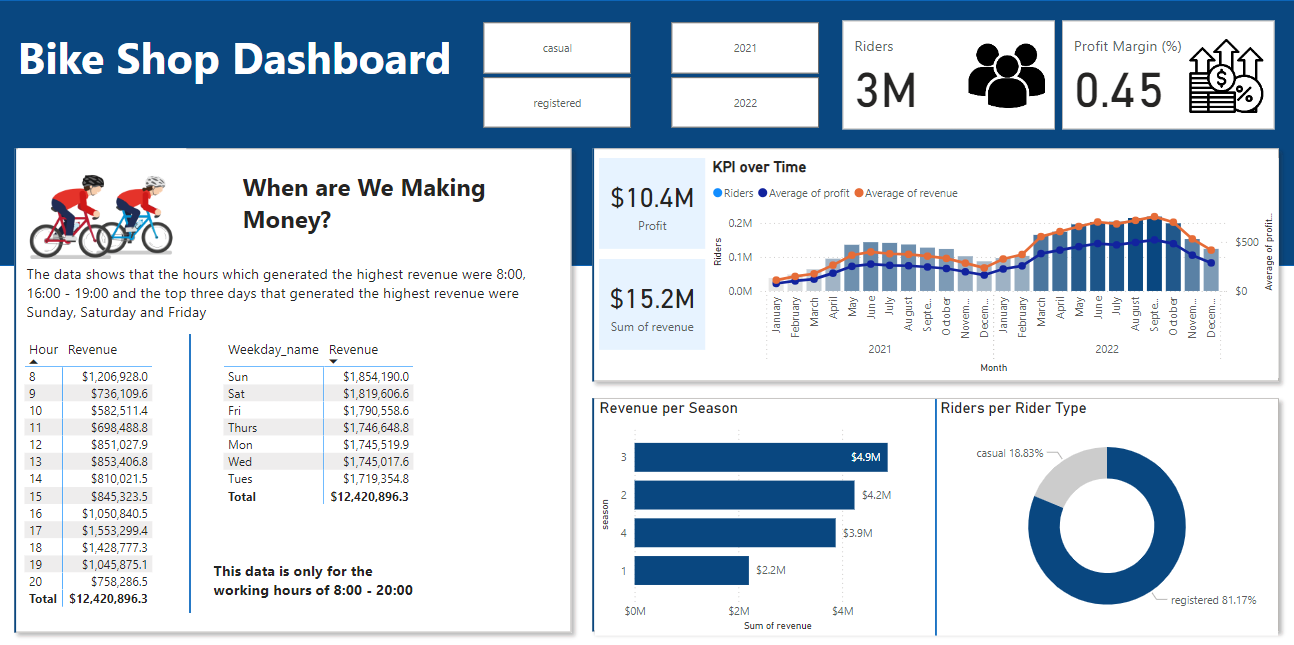 Bike Shop Dashboard
casual
registered
2021
2022
Riders
3M
Profit Margin (%)
0.45
When are We Making
Money?
The data shows that the hours which generated the highest revenue were 8:00,
16:00 - 19:00 and the top three days that generated the highest revenue were
Sunday, Saturday and Friday
Hour Revenue
8 $1,206,928.0
9 $736,109.6
10 $582,511.4
11 $698,488.8
12 $851,027.9
13 $853,406.8
14 $810,021.5
15 $845,323.5
16 $1,050,840.5
17 $1,553,299.4
18 $1,428,777.3
19 $1,045,875.1
20 $758,286.5
Total $12,420,896.3
Weekday_name Revenue
Sun $1,854,190.0
Sat $1,819,606.6
Fri $1,790,558.6
Thurs $1,746,648.8
Mon $1,745,519.9
Wed $1,745,017.6
Tues $1,719,354.8
Total $12,420,896.3
This data is only for the
working hours of 8:00 - 20:00
$10.4M
Profit
$15.2M
Sum of revenue
KPI over Time
Riders Average of profit Average of revenue
Riders
0.2M
0.1M
0.0M
$500
$0
Average of profit...
January February March April May June July August Septe... October Novem... Decem... January February March April May June July August Septe... October Novem... Decem...
2021 2022
Month
Revenue per Season
season
3 $4.9M
2 $4.2M
4 $3.9M
1 $2.2M
$0M $2M $4M
Sum of revenue
Riders per Rider Type
casual 18.83%
registered 81.17%